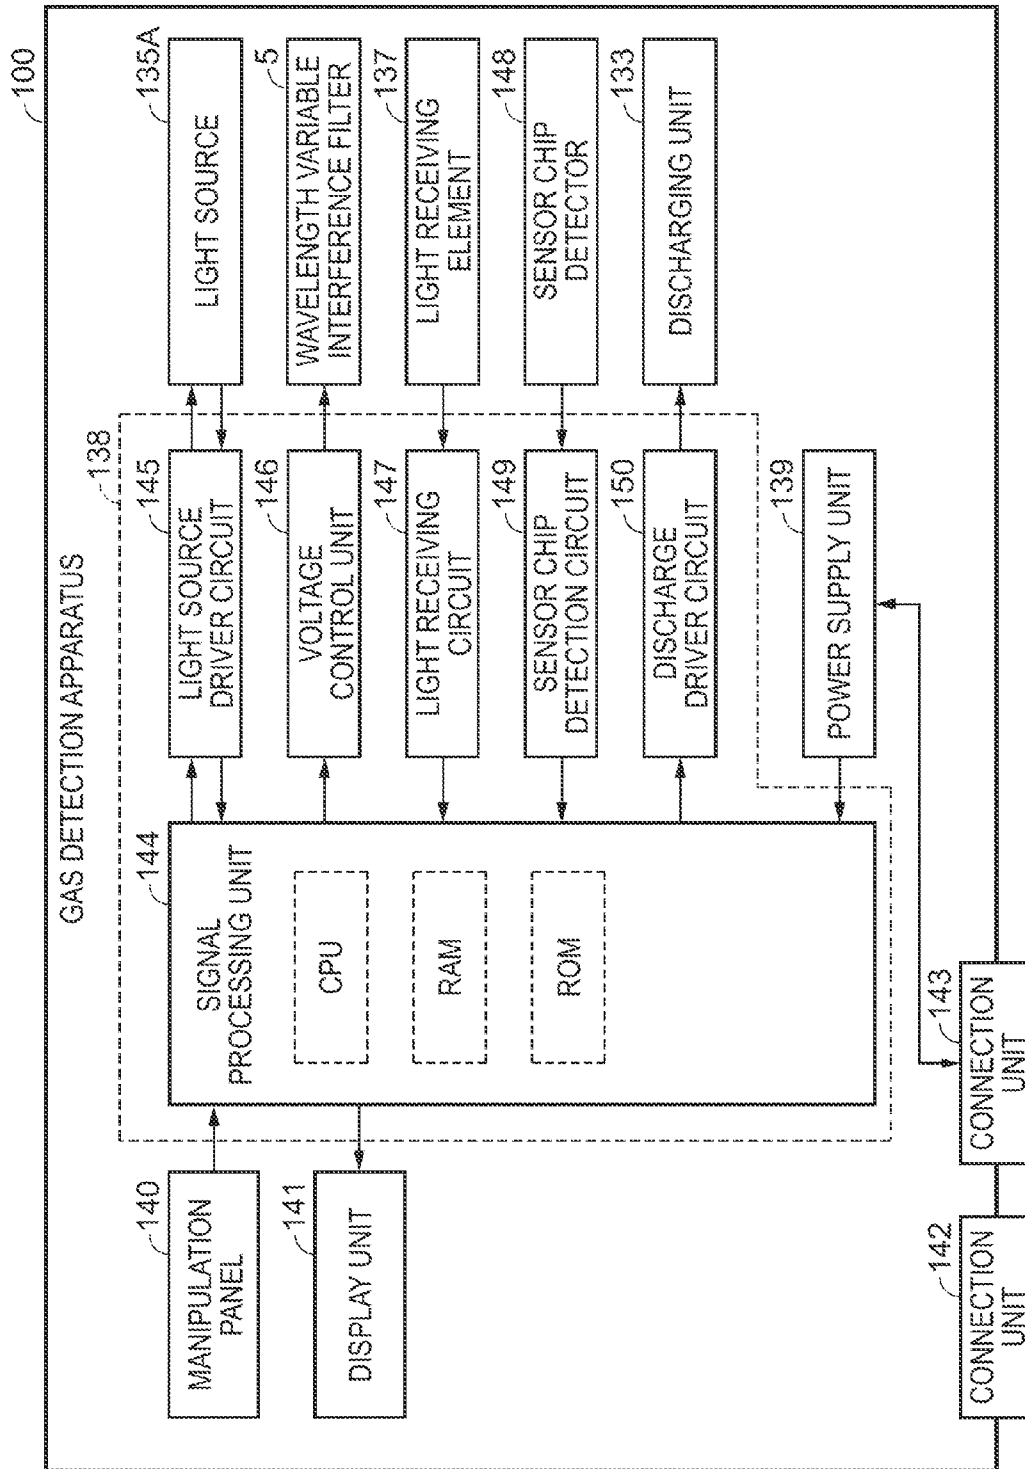 GAS DETECTION APPARATUS
100
138
140
MANIPULATION
PANEL
141
DISPLAY UNIT
142
CONNECTION
UNIT
143
CONNECTION
UNIT
144
SIGNAL
PROCESSING UNIT
CPU
RAM
ROM
145
LIGHT SOURCE
DRIVER CIRCUIT
146
VOLTAGE
CONTROL UNIT
147
LIGHT RECEIVING
CIRCUIT
149
SENSOR CHIP
DETECTION CIRCUIT
150
DISCHARGE
DRIVER CIRCUIT
139
POWER SUPPLY UNIT
135A
LIGHT SOURCE
5
WAVELENGTH VARIABLE
INTERFERENCE FILTER
137
LIGHT RECEIVING
ELEMENT
148
SENSOR CHIP
DETECTOR
133
DISCHARGING UNIT